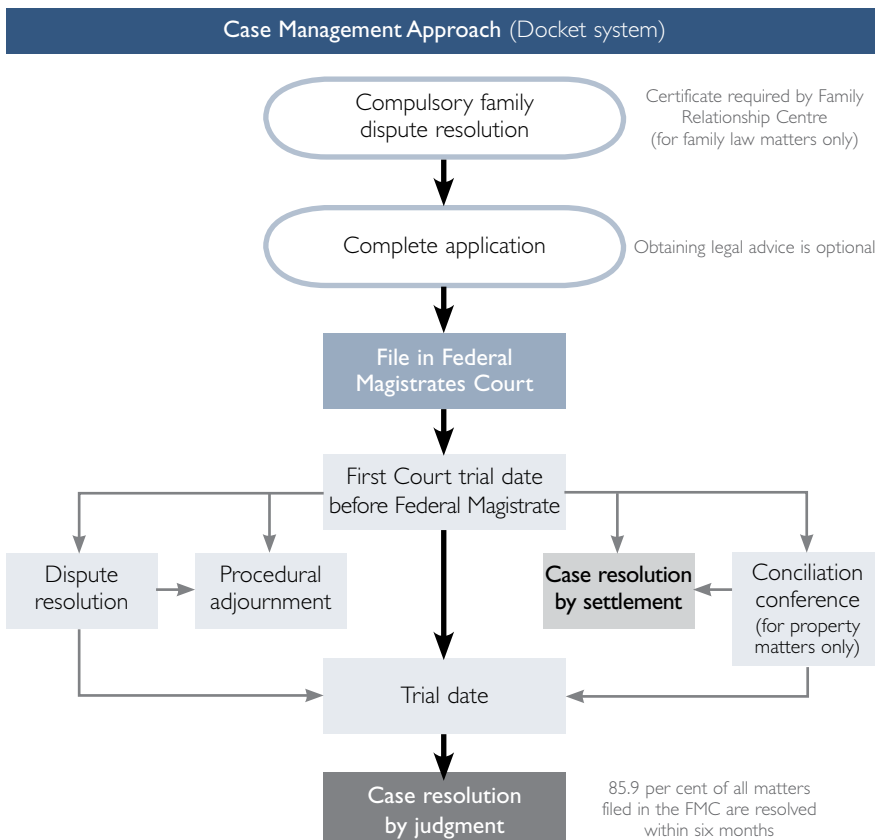 Case Management Approach (Docket system)
Compulsory family
dispute resolution
Certificate required by Family
Relationship Centre
(for family law matters only)
Complete application
Obtaining legal advice is optional
File in Federal
Magistrates Court
First Court trial date
before Federal Magistrate
Dispute
resolution
Procedural
adjournment
Case resolution
by settlement
Conciliation
conference
(for property
matters only)
Trial date
Case resolution
by judgment
85.9 per cent of all matters
filed in the FMC are resolved
within six months